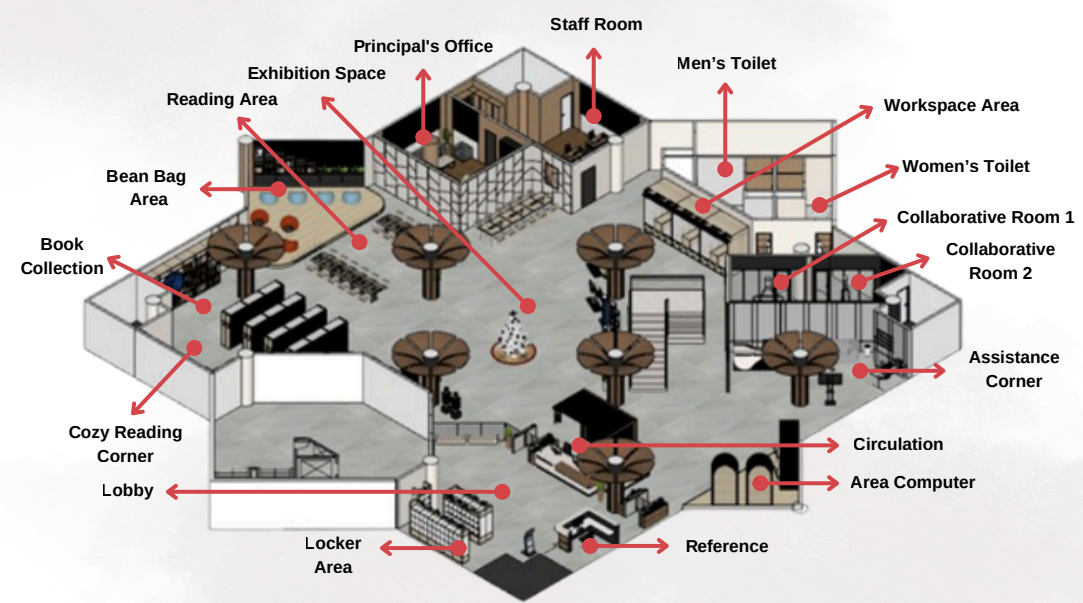 Staff Room
Principal's Office
Men's Toilet
Exhibition Space
Reading Area
Workspace Area
Women's Toilet
Bean Bag
Area
Collaborative Room 1
Book
Collection
Collaborative
Room 2
Assistance
Corner
Cozy Reading
Corner
Circulation
Lobby
Area Computer
Locker
Area
Reference